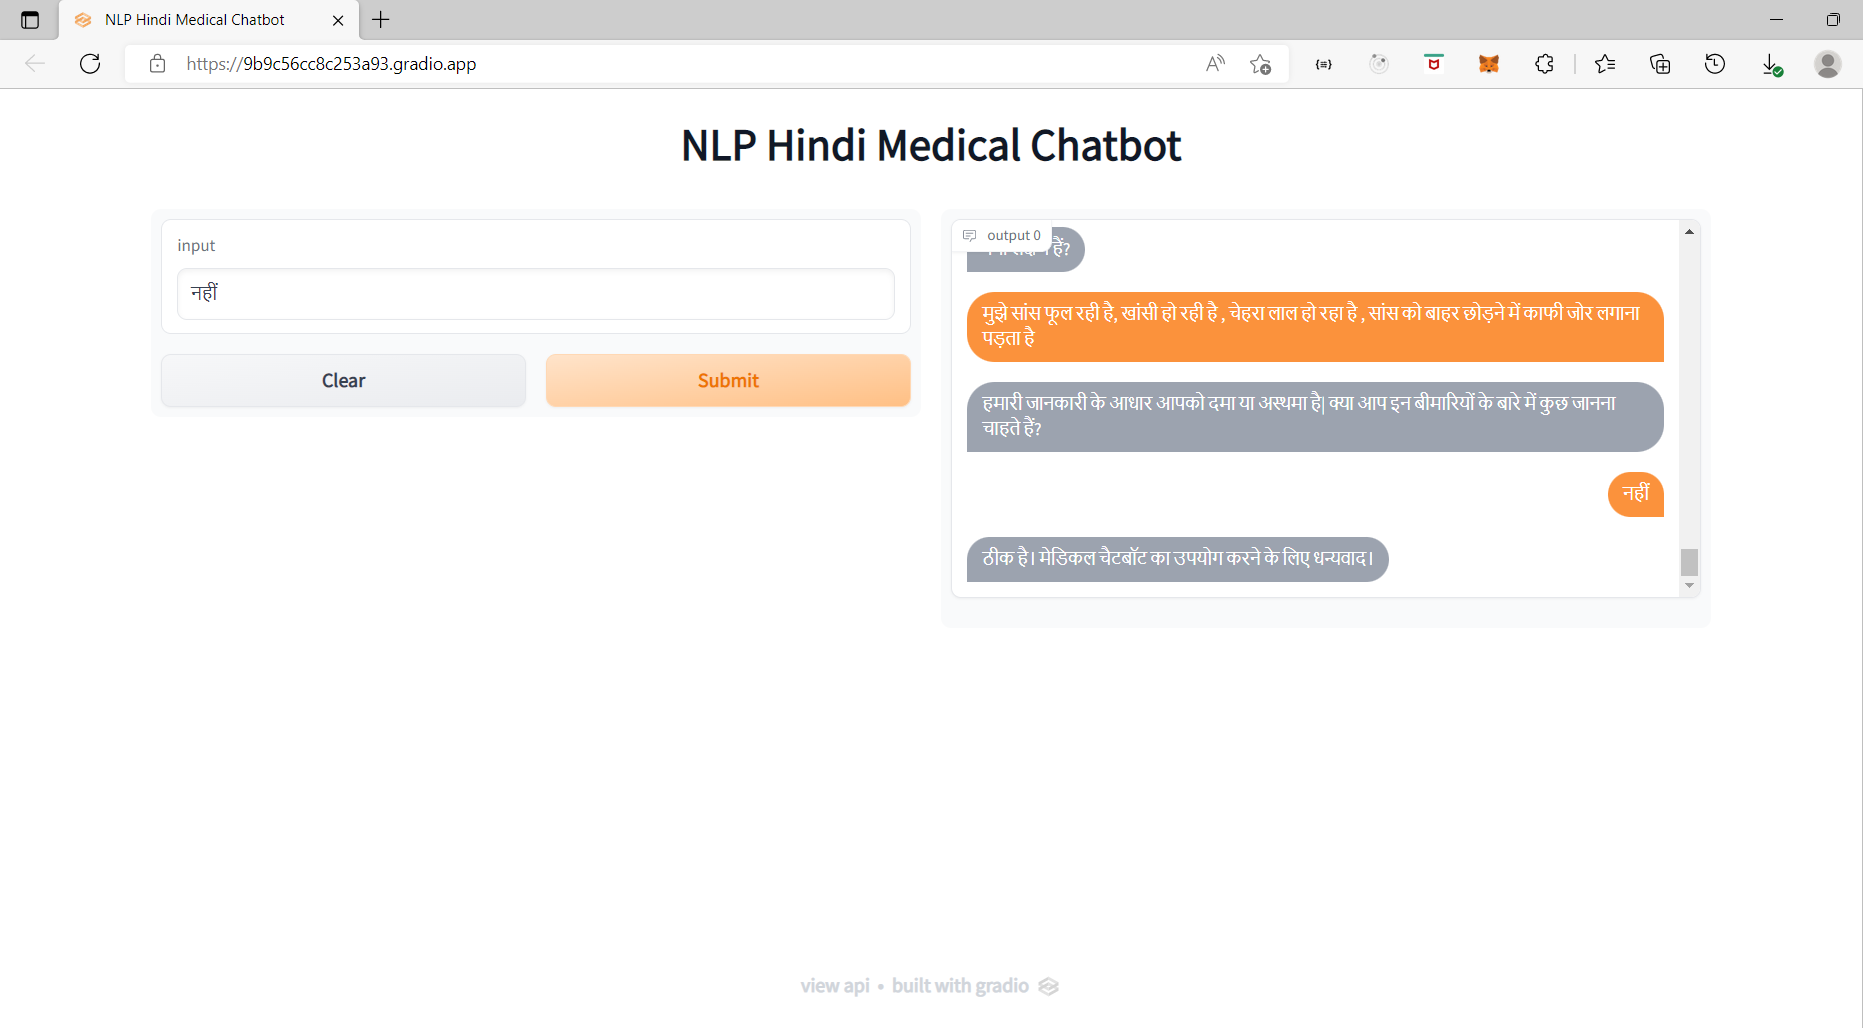 NLP Hindi Medical Chatbot
https://9b9c56cc8c253a93.gradio.app
NLP Hindi Medical Chatbot
input
नहीं
Clear
Submit
output 0
हैं?
मुझे सांस फूल रही है, खांसी हो रही है , चेहरा लाल हो रहा है , सांस को बाहर छोड़ने में काफी जोर लगाना
पड़ता है
हमारी जानकारी के आधार आपको दमा या अस्थमा है| क्या आप इन बीमारियों के बारे में कुछ जानना
चाहते हैं?
नहीं
ठीक है। मेडिकल चैटबॉट का उपयोग करने के लिए धन्यवाद।
view api • built with gradio